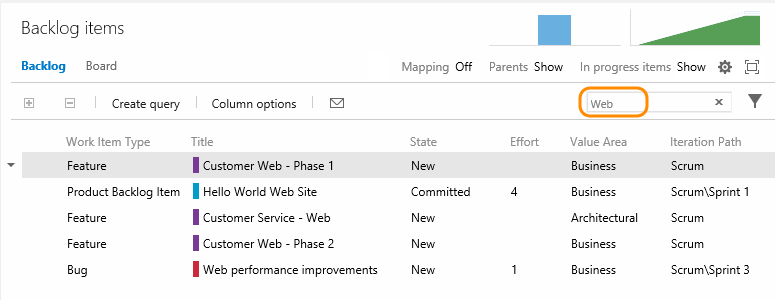 Backlog items
Backlog Board Mapping Off Parents Show In progress items Show
Create query Column options Web
Work Item Type Title State Effort Value Area Iteration Path
Feature Customer Web - Phase 1 New Business Scrum
Product Backlog Item Hello World Web Site Committed 4 Business Scrum\Sprint 1
Feature Customer Service - Web New Architectural Scrum
Feature Customer Web - Phase 2 New Business Scrum
Bug Web performance improvements New 1 Business Scrum\Sprint 3